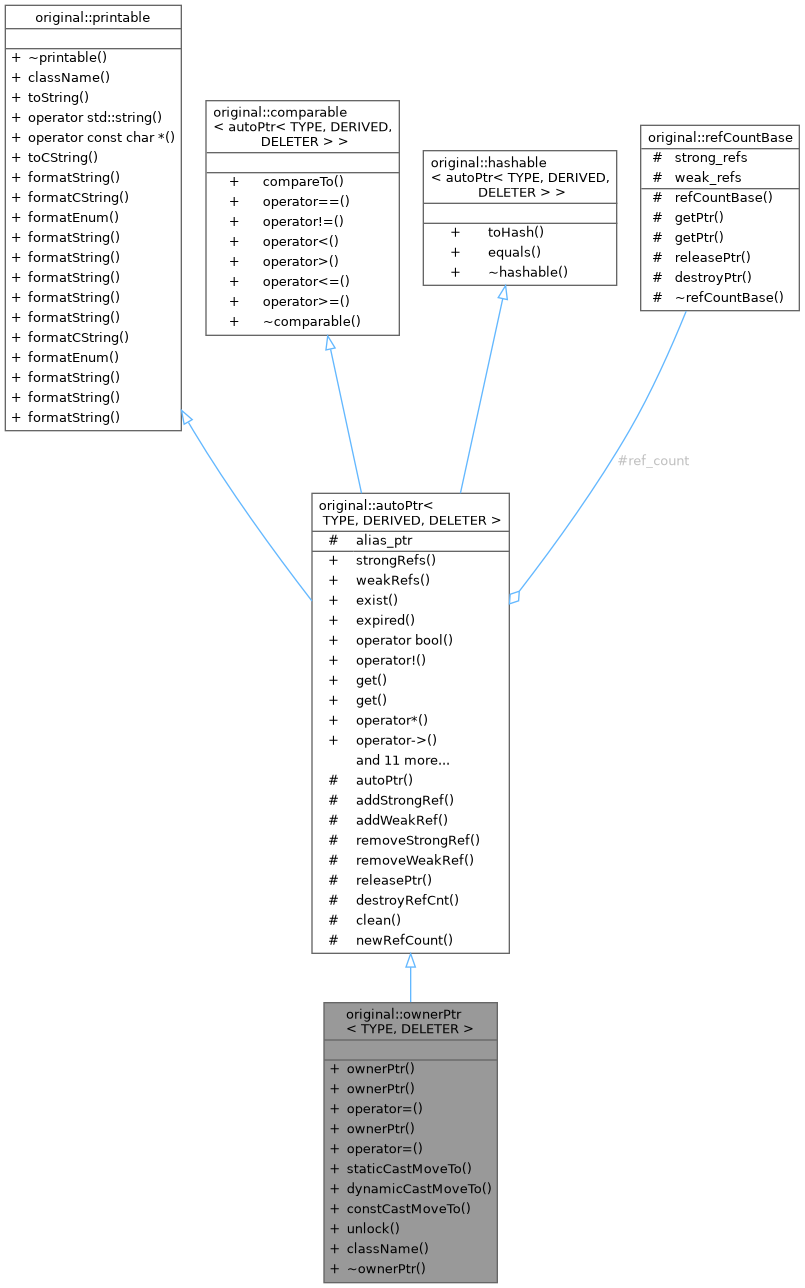 original::printable
+ ~printable()
+ className()
+ toString()
+ operator std::string()
+ operator const char *()
+ toCString()
+ formatString()
+ formatCString()
+ formatEnum()
+ formatString()
+ formatString()
+ formatString()
+ formatString()
+ formatString()
+ formatCString()
+ formatEnum()
+ formatString()
+ formatString()
+ formatString()
original::comparable
< autoPtr< TYPE, DERIVED,
DELETER > >
+ compareTo()
+ operator==()
+ operator!=()
+ operator<()
+ operator>()
+ operator<=()
+ operator>=()
+ ~comparable()
original::hashable
< autoPtr< TYPE, DERIVED,
DELETER > >
+ toHash()
+ equals()
+ ~hashable()
original::refCountBase
# strong_refs
# weak_refs
# refCountBase()
# getPtr()
# getPtr()
# releasePtr()
# destroyPtr()
# ~refCountBase()
#ref_count
original::autoPtr<
TYPE, DERIVED, DELETER >
# alias_ptr
+ strongRefs()
+ weakRefs()
+ exist()
+ expired()
+ operator bool()
+ operator!()
+ get()
+ get()
+ operator*()
+ operator->()
and 11 more...
# autoPtr()
# addStrongRef()
# addWeakRef()
# removeStrongRef()
# removeWeakRef()
# releasePtr()
# destroyRefCnt()
# clean()
# newRefCount()
original::ownerPtr
< TYPE, DELETER >
+ ownerPtr()
+ ownerPtr()
+ operator=()
+ ownerPtr()
+ operator=()
+ staticCastMoveTo()
+ dynamicCastMoveTo()
+ constCastMoveTo()
+ unlock()
+ className()
+ ~ownerPtr()